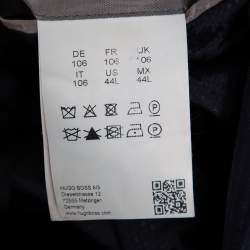 DE FR UK
106 106 106
IT US MX
106 44L 44L
HUGO BOSS AG
Dieselstrasse 12
72555 Metzingen
Germany
www.hugoboss.com